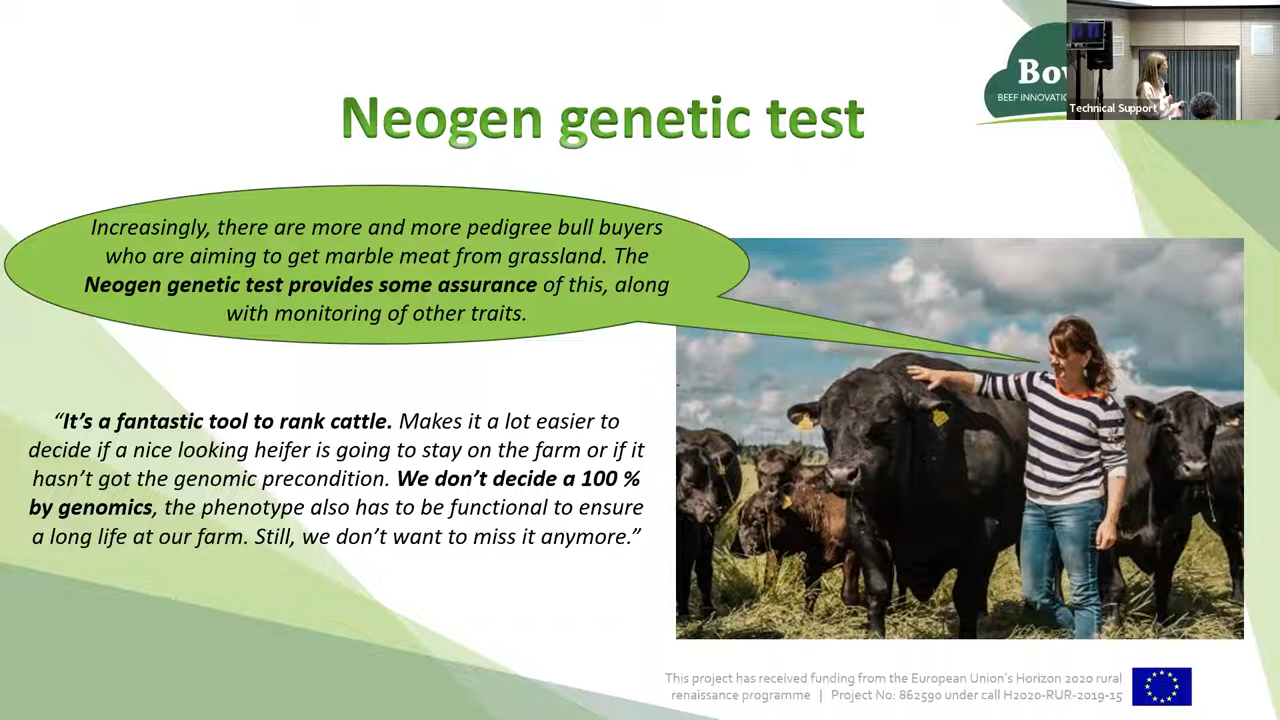 Neogen genetic test
BEEF INNOVATIO
Technical Support
Increasingly, there are more and more pedigree bull buyers
who are aiming to get marble meat from grassland. The
Neogen genetic test provides some assurance of this, along
with monitoring of other traits.
“It’s a fantastic tool to rank cattle. Makes it a lot easier to
decide if a nice looking heifer is going to stay on the farm or if it
hasn’t got the genomic precondition. We don’t decide a 100 %
by genomics, the phenotype also has to be functional to ensure
a long life at our farm. Still, we don’t want to miss it anymore.”
This project has received funding from the European Union’s Horizon 2020 rural
renaissance programme | Project No: 862590 under call H2020-RUR-2019-15